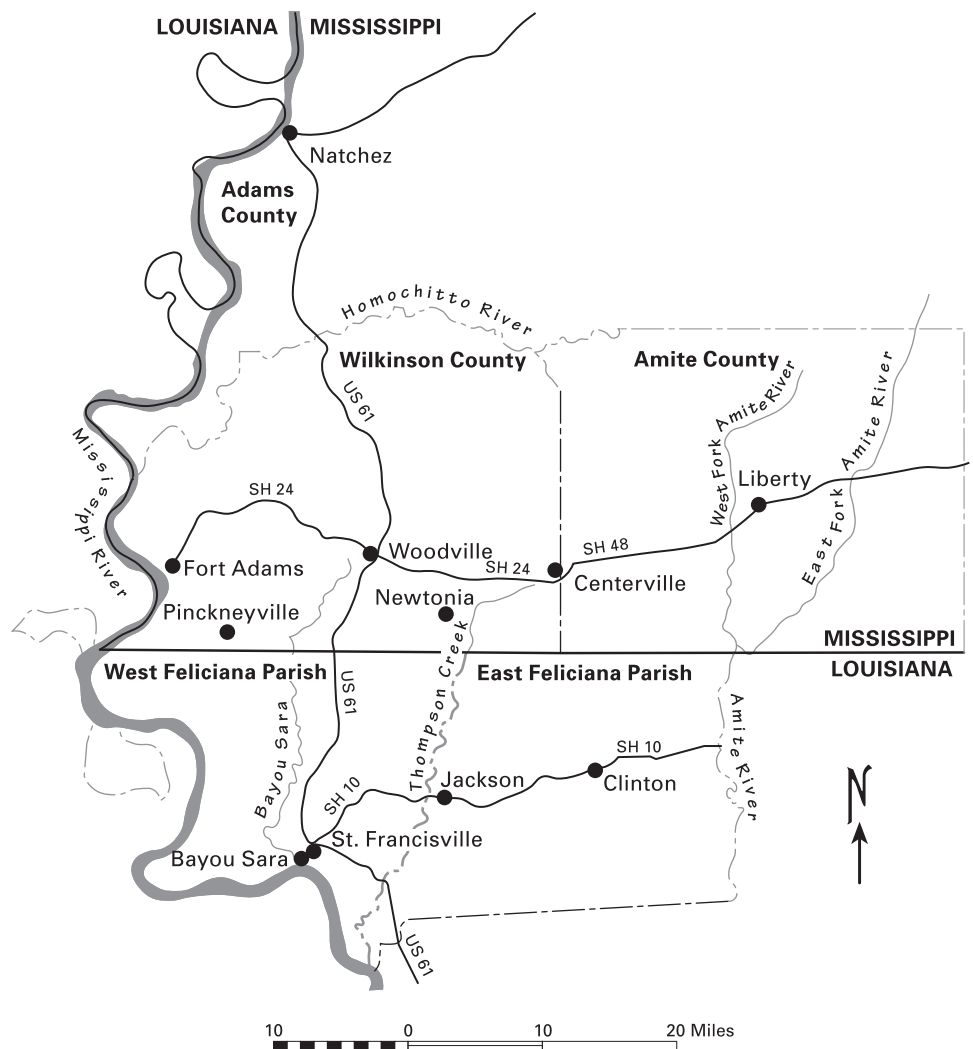 LOUISIANA
MISSISSIPPI
Natchez
Adams
County
Homochitto River
Wilkinson County
Amite County
US 61
West Fork Amite River
East Fork Amite River
Mississippi River
SH 24
Liberty
Woodville
SH 48
Fort Adams
SH 24
Centerville
Pinckneyville
Newtonia
MISSISSIPPI
West Feliciana Parish
East Feliciana Parish
LOUISIANA
US 61
Thompson Creek
Bayou Sara
Amite River
SH 10
Jackson
SH 10
Clinton
N
St. Francisville
Bayou Sara
US 61
10 0 10 20 Miles